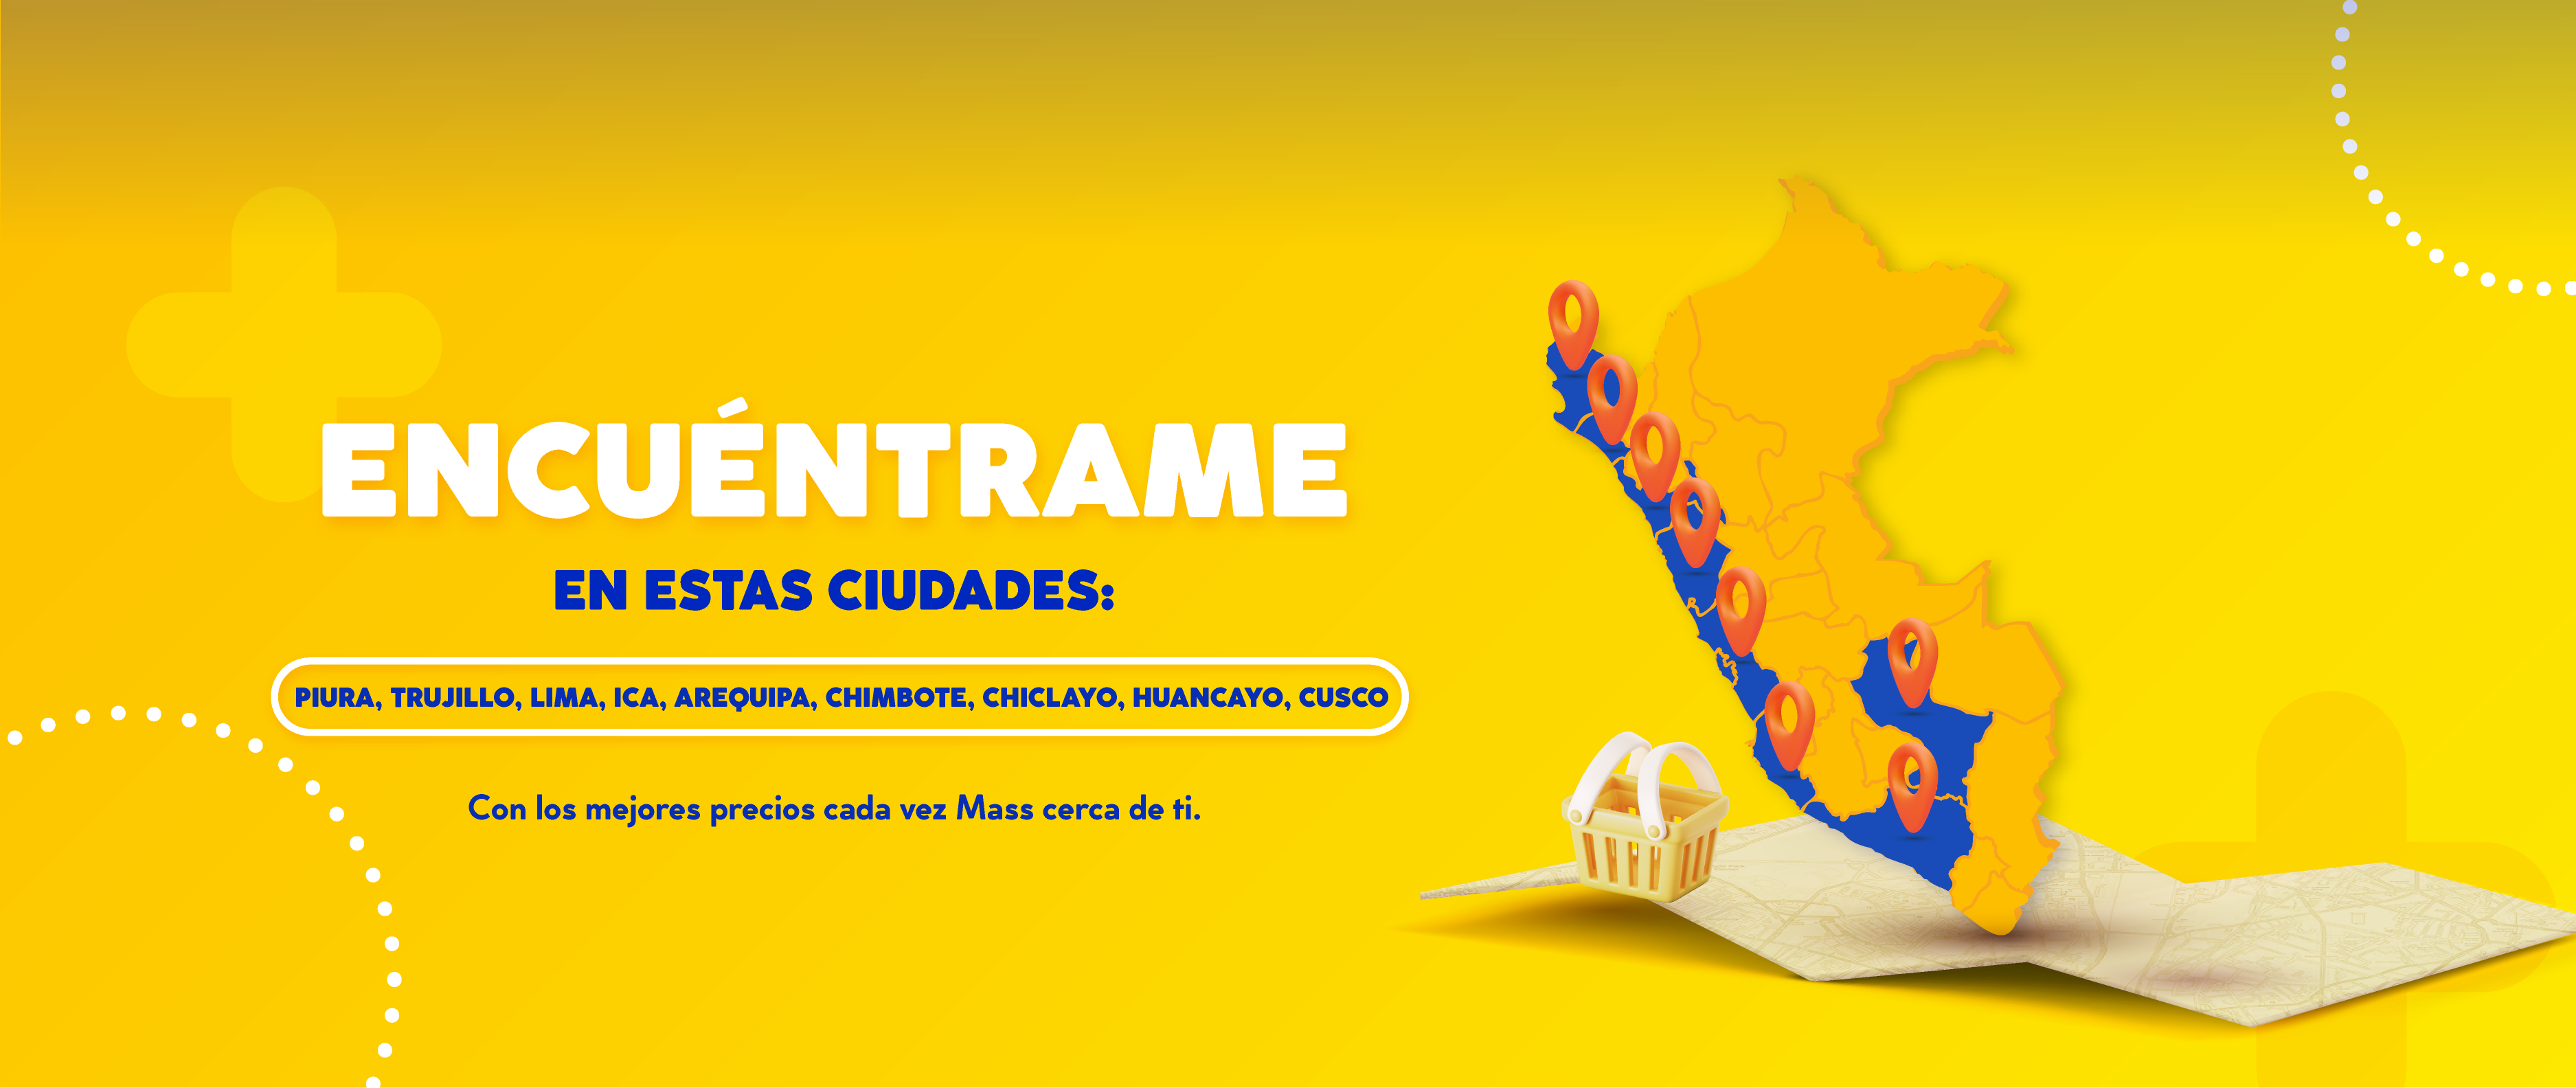 ENCUÉNTRAME
EN ESTAS CIUDADES:
PIURA, TRUJILLO, LIMA, ICA, AREQUIPA, CHIMBOTE, CHICLAYO, HUANCAYO, CUSCO
Con los mejores precios cada vez Mass cerca de ti.